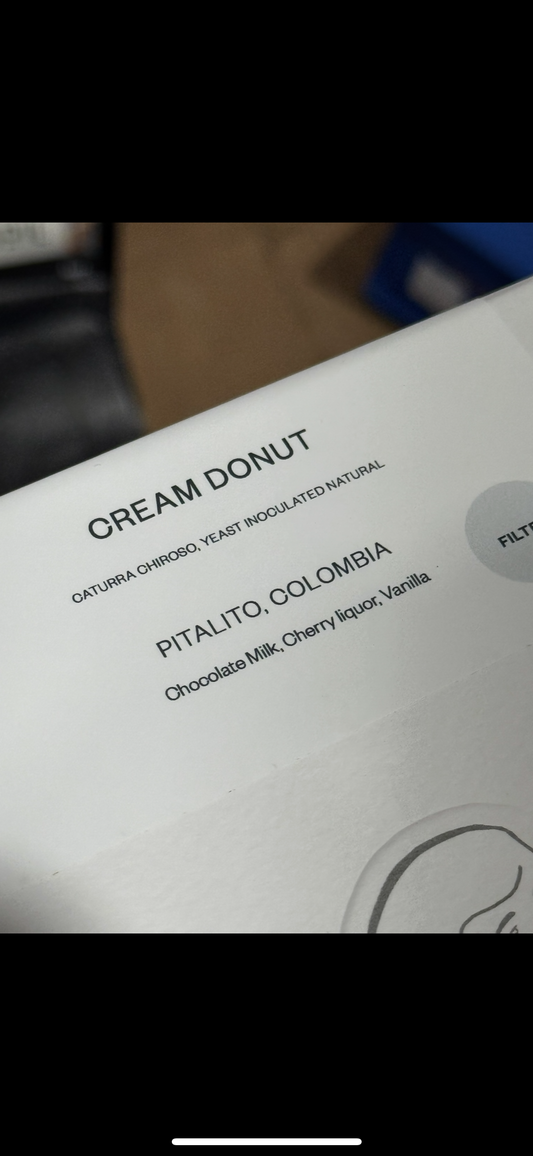 CREAM DONUT
CATURRA CHIROSO, YEAST INOCULATED NATURAL
PITALITO, COLOMBIA
Chocolate Milk, Cherry liquor, Vanilla